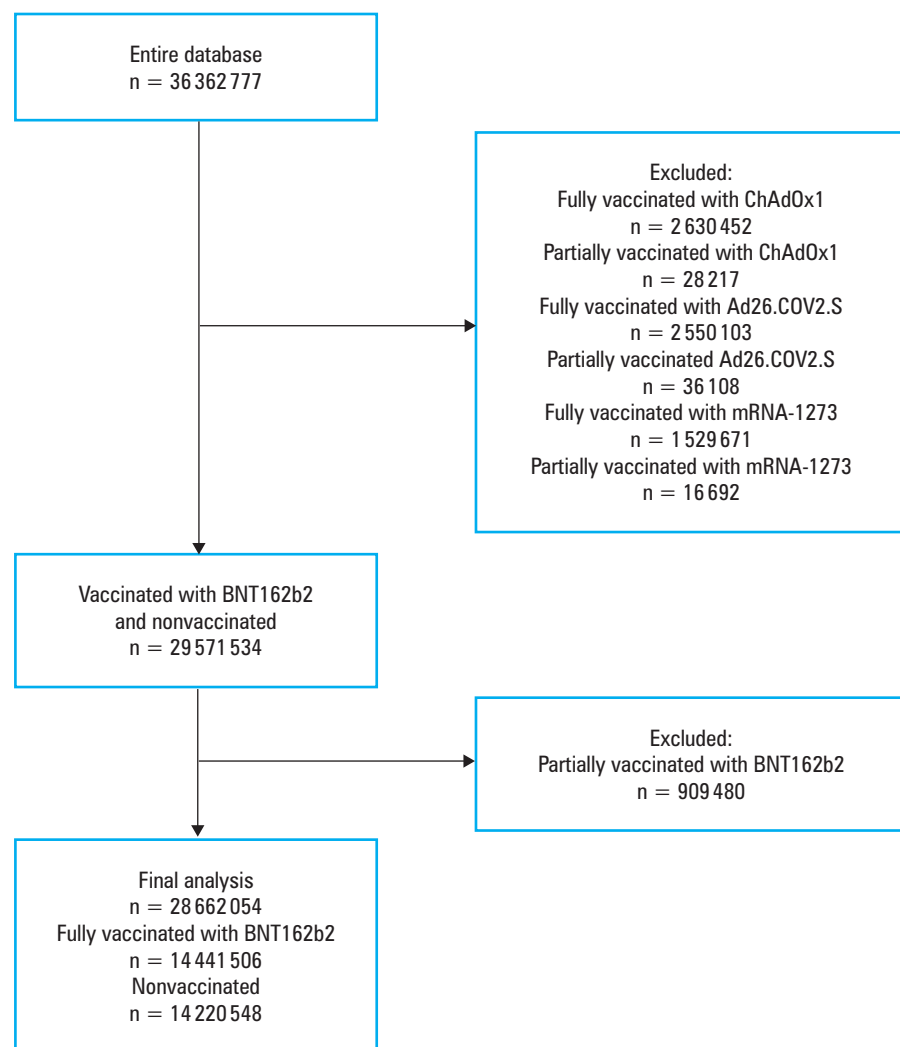 Entire database
n = 36 362 777
Excluded:
Fully vaccinated with ChAdOx1
n = 2 630 452
Partially vaccinated with ChAdOx1
n = 28 217
Fully vaccinated with Ad26.COV2.S
n = 2 550 103
Partially vaccinated Ad26.COV2.S
n = 36 108
Fully vaccinated with mRNA-1273
n = 1 529 671
Partially vaccinated with mRNA-1273
n = 16 692
Vaccinated with BNT162b2
and nonvaccinated
n = 29 571 534
Excluded:
Partially vaccinated with BNT162b2
n = 909 480
Final analysis
n = 28 662 054
Fully vaccinated with BNT162b2
n = 14 441 506
Nonvaccinated
n = 14 220 548